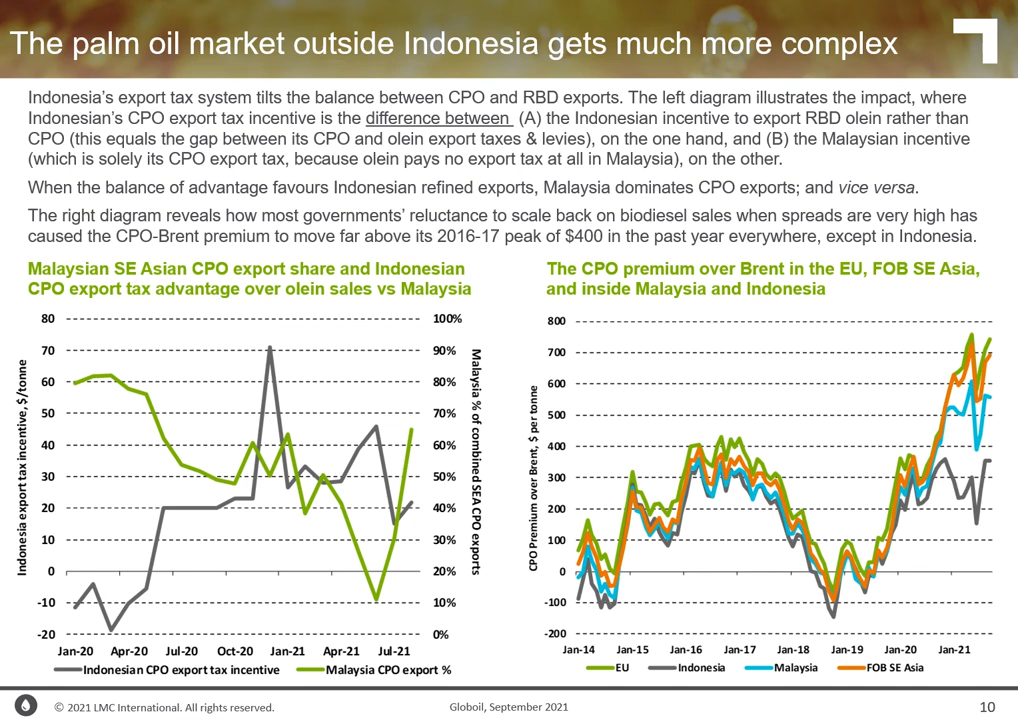 The palm oil market outside Indonesia gets much more complex
Indonesia's export tax system tilts the balance between CPO and RBD exports. The left diagram illustrates the impact, where
Indonesian's CPO export tax incentive is the difference between (A) the Indonesian incentive to export RBD olein rather than
CPO (this equals the gap between its CPO and olein export taxes & levies), on the one hand, and (B) the Malaysian incentive
(which is solely its CPO export tax, because olein pays no export tax at all in Malaysia), on the other.
When the balance of advantage favours Indonesian refined exports, Malaysia dominates CPO exports; and vice versa.
The right diagram reveals how most governments' reluctance to scale back on biodiesel sales when spreads are very high has
caused the CPO-Brent premium to move far above its 2016-17 peak of $400 in the past year everywhere, except in Indonesia.
Malaysian SE Asian CPO export share and Indonesian
CPO export tax advantage over olein sales vs Malaysia
Indonesia export tax incentive, $/tonne
80
70
60
50
40
30
20
10
0
-10
-20
100%
90%
80%
70%
60%
50%
40%
30%
20%
10%
0%
Malaysia % of combined SEA CPO exports
Jan-20 Apr-20 Jul-20 Oct-20 Jan-21 Apr-21 Jul-21
Indonesian CPO export tax incentive Malaysia CPO export %
The CPO premium over Brent in the EU, FOB SE Asia,
and inside Malaysia and Indonesia
CPO Premium over Brent, $ per tonne
800
700
600
500
400
300
200
100
0
-100
-200
Jan-14 Jan-15 Jan-16 Jan-17 Jan-18 Jan-19 Jan-20 Jan-21
EU Indonesia Malaysia FOB SE Asia
© 2021 LMC International. All rights reserved. Globoil, September 2021 10